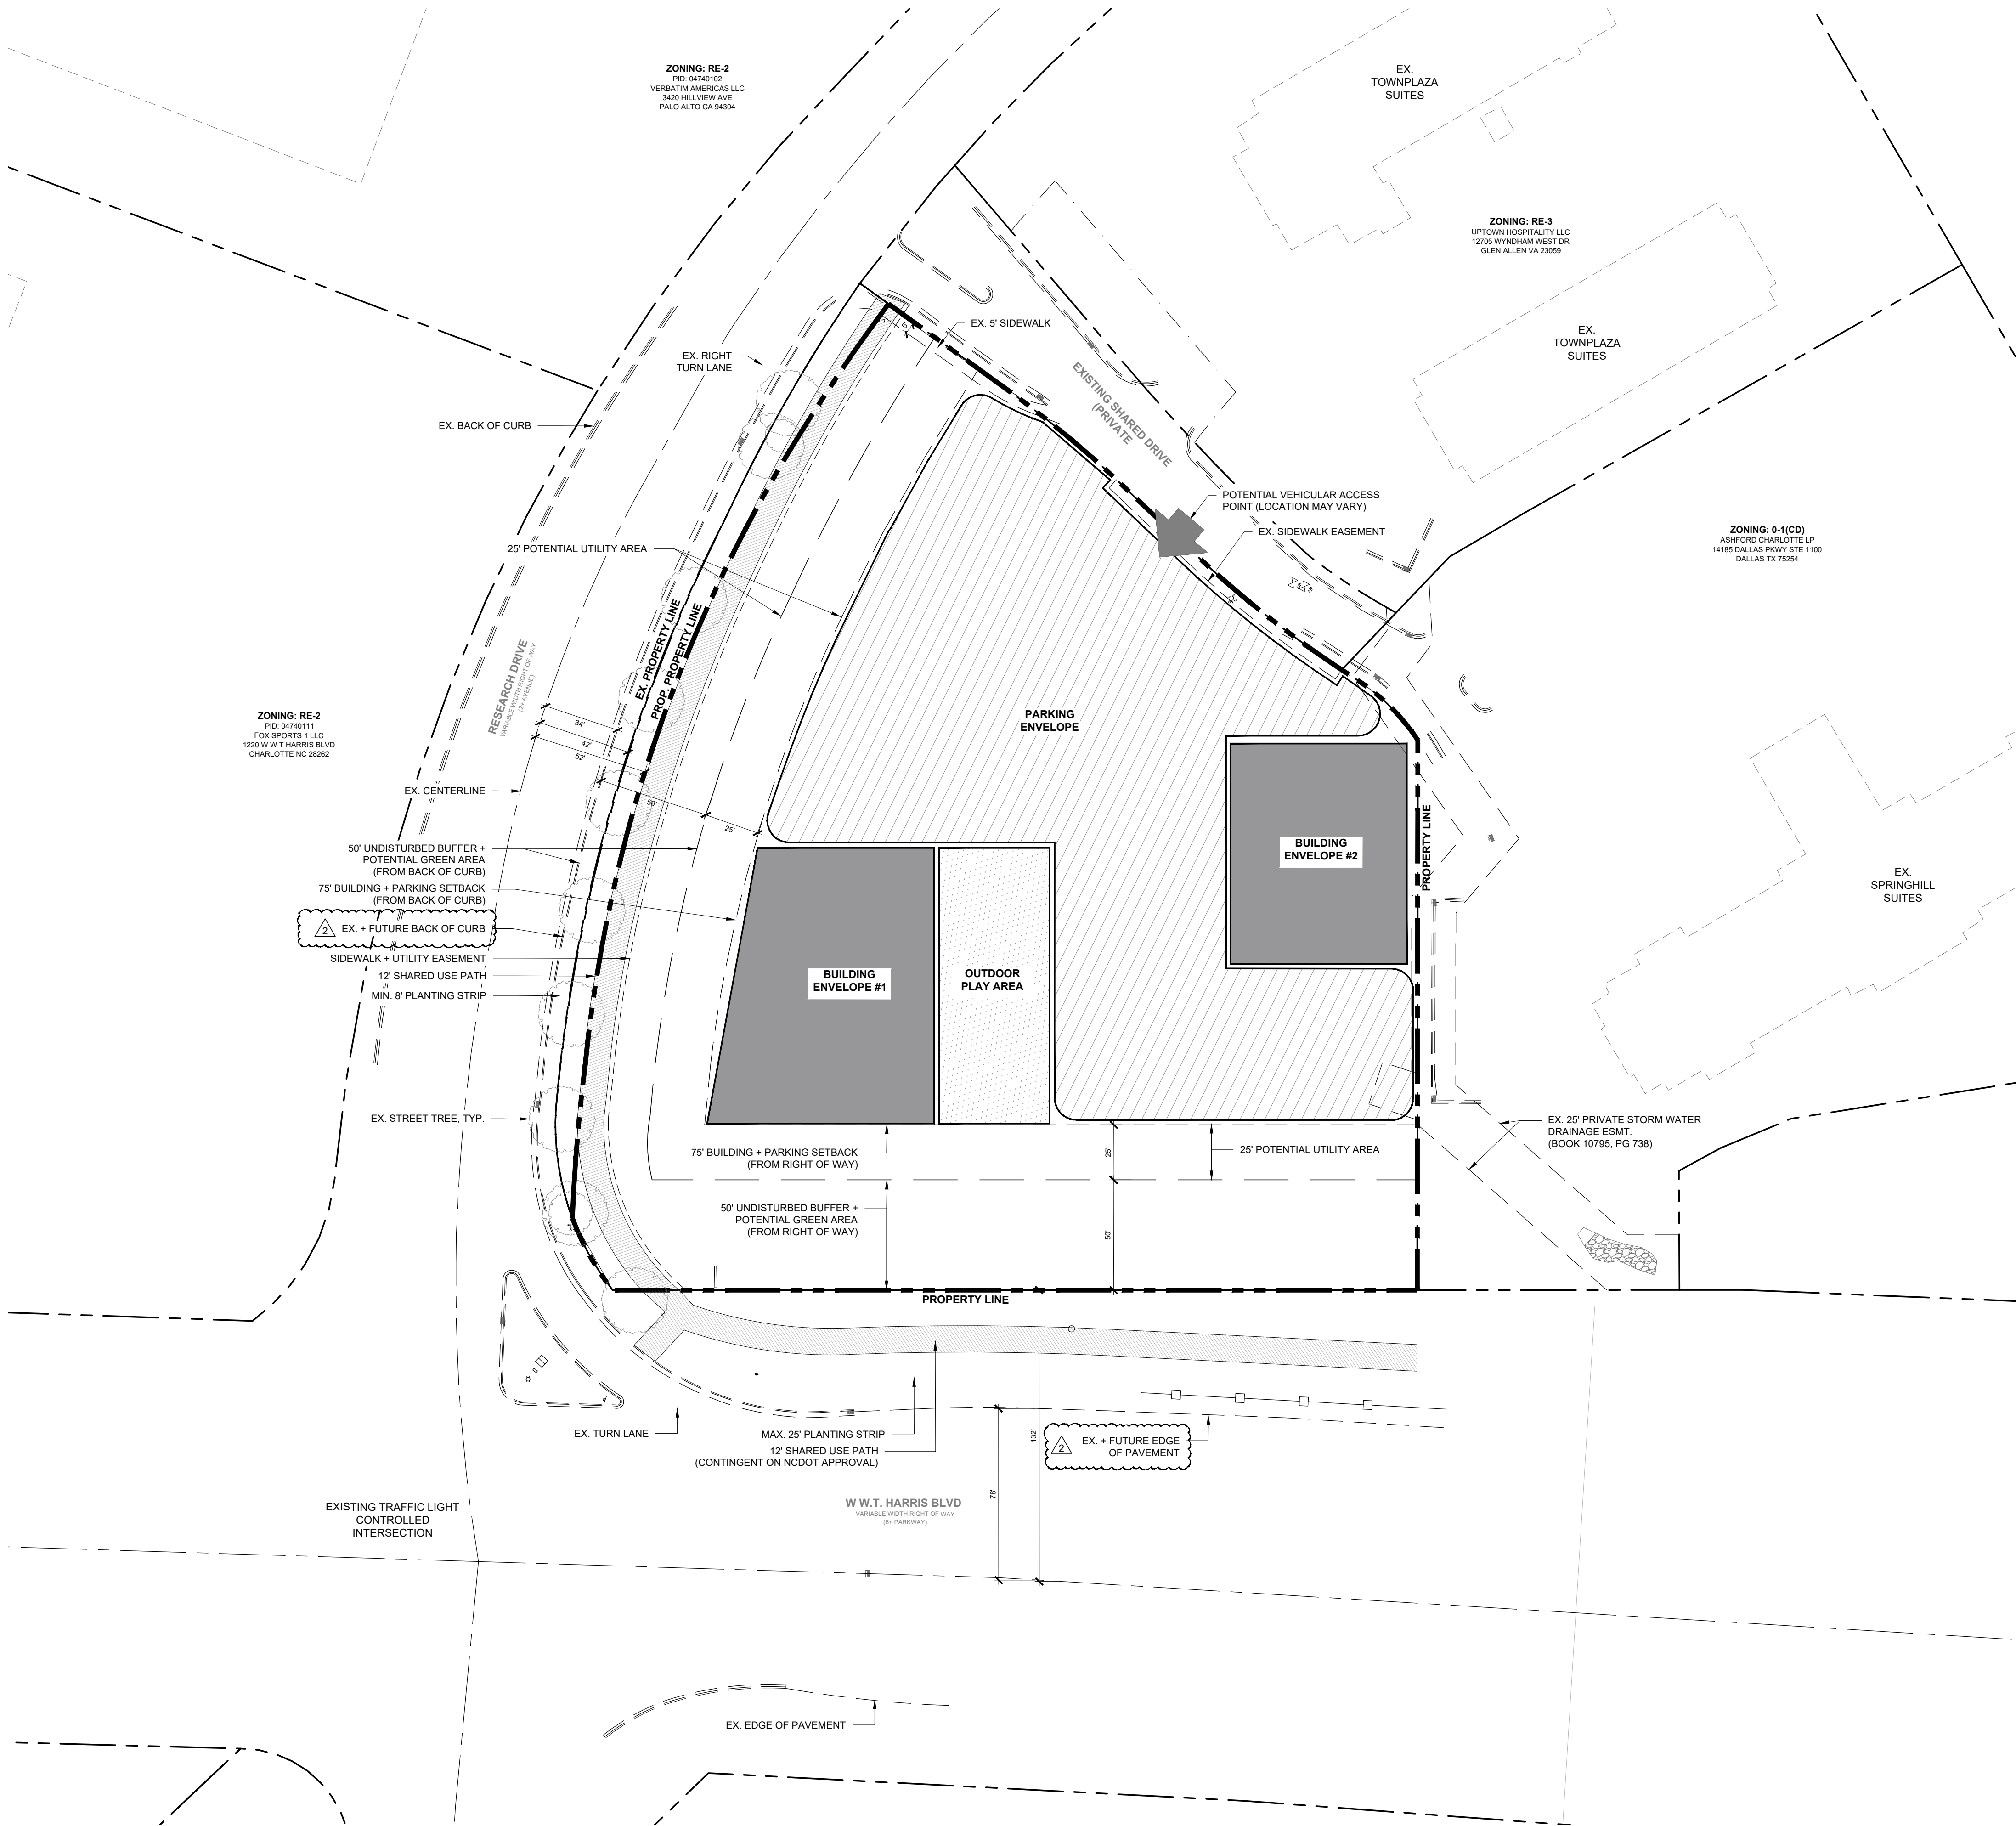 ZONING: RE-2
PID: 04740102
VERBATIM AMERICAS LLC
3420 HILLVIEW AVE
PALO ALTO CA 94304
EX.
TOWNPLAZA
SUITES
ZONING: RE-3
UPTOWN HOSPITALITY LLC
12705 WYNDHAM WEST DR
GLEN ALLEN VA 23059
EX.
TOWNPLAZA
SUITES
EX. 5' SIDEWALK
5'
EX. RIGHT
TURN LANE
EXISTING SHARED DRIVE
(PRIVATE
EX. BACK OF CURB
POTENTIAL VEHICULAR ACCESS
POINT (LOCATION MAY VARY)
EX. SIDEWALK EASEMENT
ZONING: 0-1(CD)
ASHFORD CHARLOTTE LP
14185 DALLAS PKWY STE 1100
DALLAS TX 75254
25' POTENTIAL UTILITY AREA
EX. PROPERTY LINE
PROP. PROPERTY LINE
RESEARCH DRIVE
VARIABLE WIDTH RIGHT OF WAY
(2+ AVENUE)
ZONING: RE-2
PID: 04740111
FOX SPORTS 1 LLC
1220 W W T HARRIS BLVD
CHARLOTTE NC 28262
34'
42'
52'
50'
25'
PARKING
ENVELOPE
EX. CENTERLINE
50' UNDISTURBED BUFFER +
POTENTIAL GREEN AREA
(FROM BACK OF CURB)
75' BUILDING + PARKING SETBACK
(FROM BACK OF CURB)
2
EX. + FUTURE BACK OF CURB
SIDEWALK + UTILITY EASEMENT
12' SHARED USE PATH
MIN. 8' PLANTING STRIP
BUILDING
ENVELOPE #2
PROPERTY LINE
EX.
SPRINGHILL
SUITES
BUILDING
ENVELOPE #1
OUTDOOR
PLAY AREA
EX. STREET TREE, TYP.
EX. 25' PRIVATE STORM WATER
DRAINAGE ESMT.
(BOOK 10795, PG 738)
75' BUILDING + PARKING SETBACK
(FROM RIGHT OF WAY)
25'
25' POTENTIAL UTILITY AREA
50' UNDISTURBED BUFFER +
POTENTIAL GREEN AREA
(FROM RIGHT OF WAY)
50'
PROPERTY LINE
EX. TURN LANE
MAX. 25' PLANTING STRIP
12' SHARED USE PATH
(CONTINGENT ON NCDOT APPROVAL)
132'
2
EX. + FUTURE EDGE
OF PAVEMENT
78'
EXISTING TRAFFIC LIGHT
CONTROLLED
INTERSECTION
W W.T. HARRIS BLVD
VARIABLE WIDTH RIGHT OF WAY
(6+ PARKWAY)
EX. EDGE OF PAVEMENT